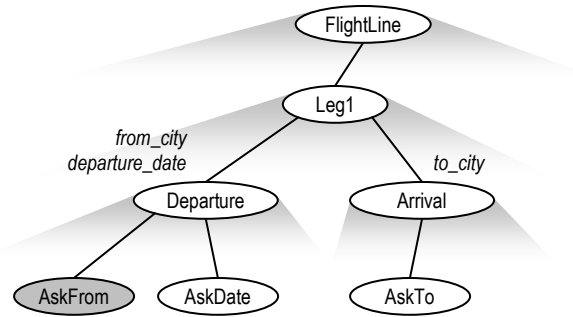 FlightLine
Leg1
from_city
departure_date
to_city
Departure
Arrival
AskFrom
AskDate
AskTo